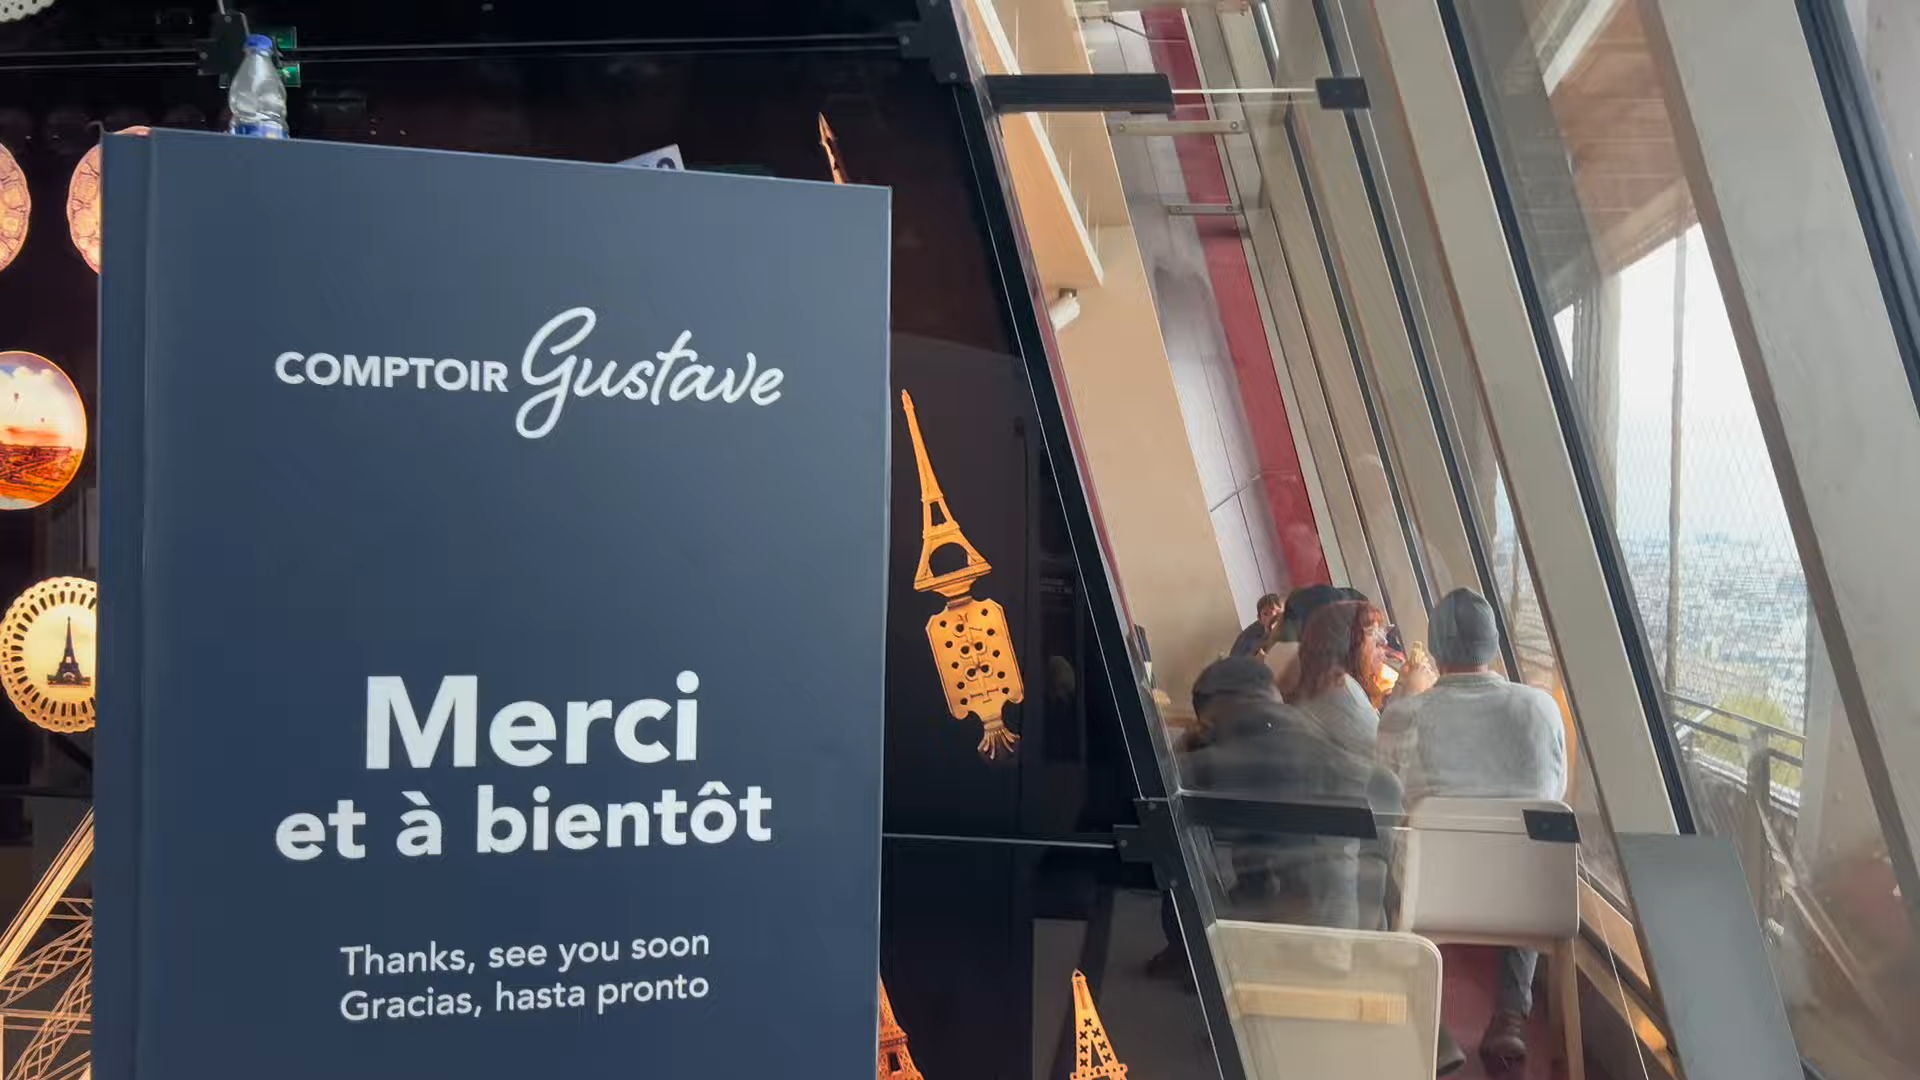 COMPTOIR Gustave
Merci
et à bientôt
Thanks, see you soon
Gracias, hasta pronto